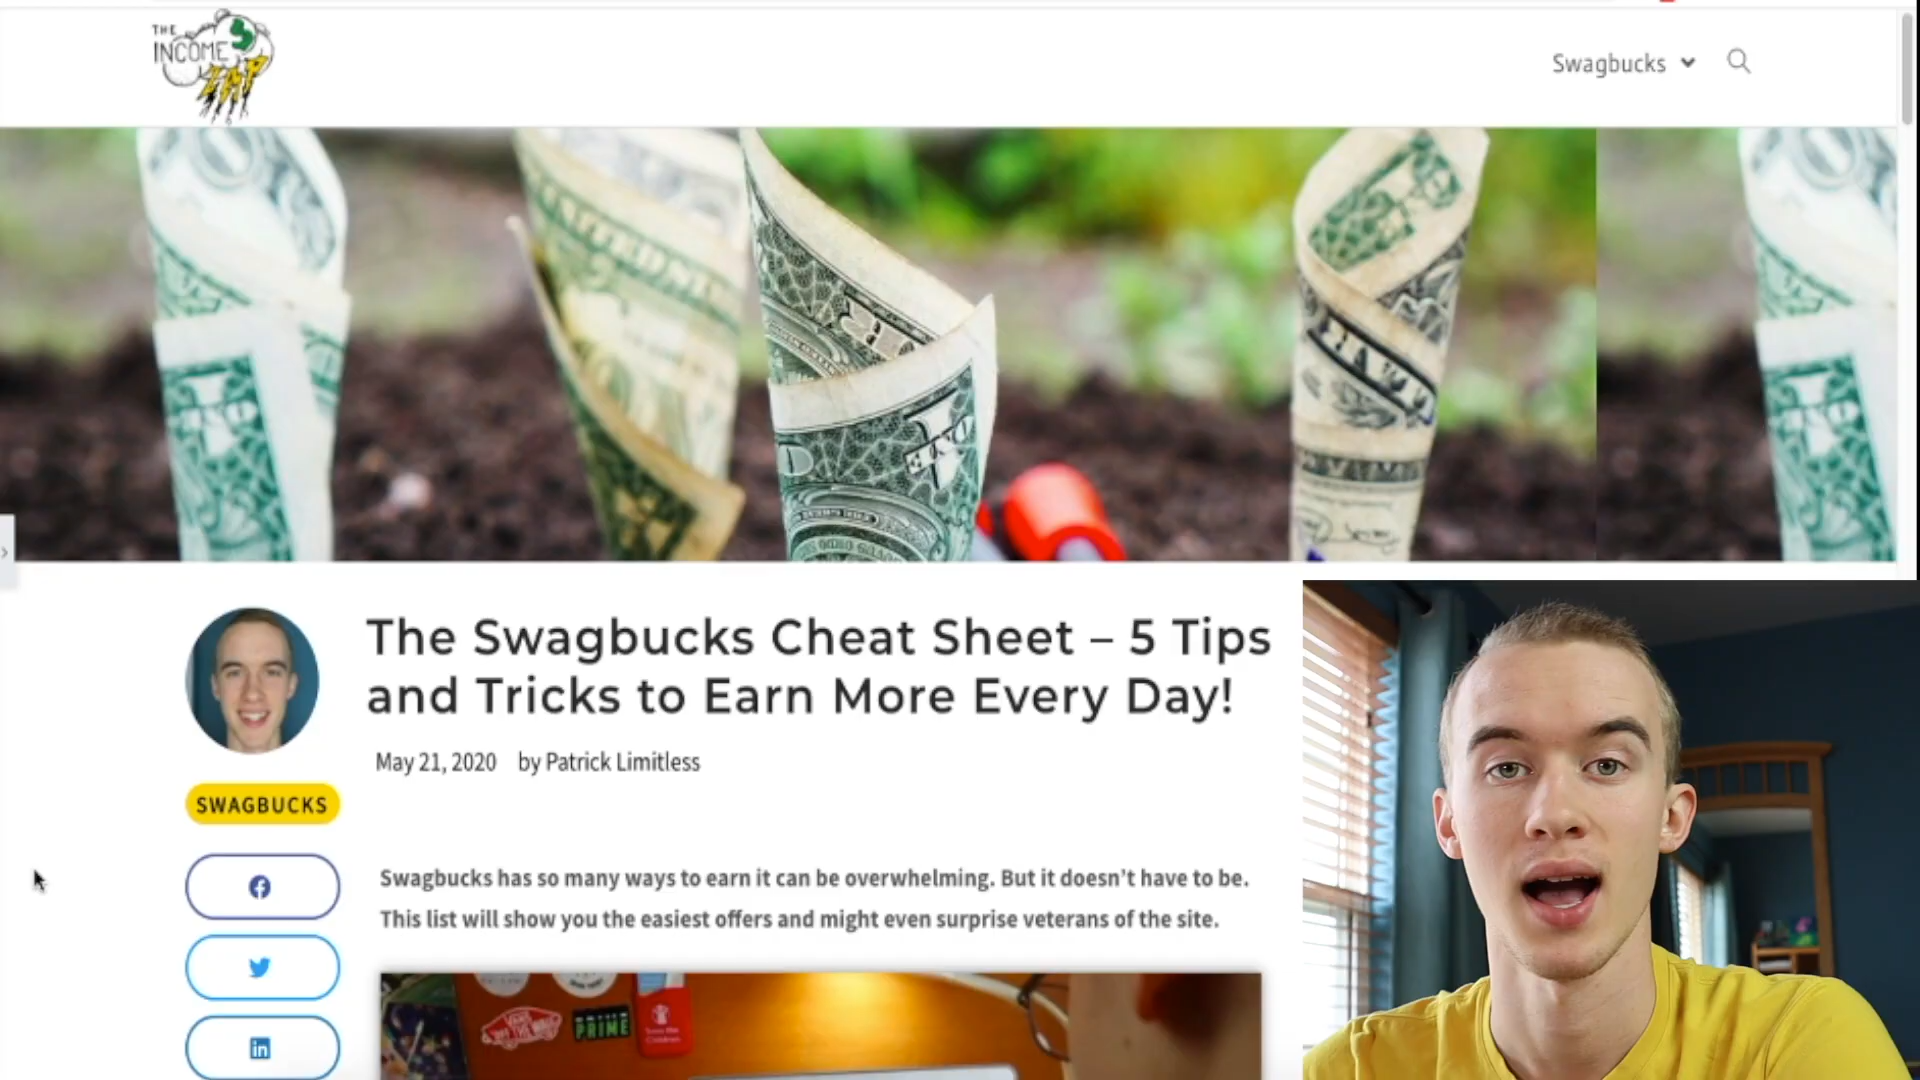 THE
INCOME
ZAP
Swagbucks
The Swagbucks Cheat Sheet – 5 Tips
and Tricks to Earn More Every Day!
May 21, 2020 by Patrick Limitless
SWAGBUCKS
Swagbucks has so many ways to earn it can be overwhelming. But it doesn't have to be.
This list will show you the easiest offers and might even surprise veterans of the site.
PRIME